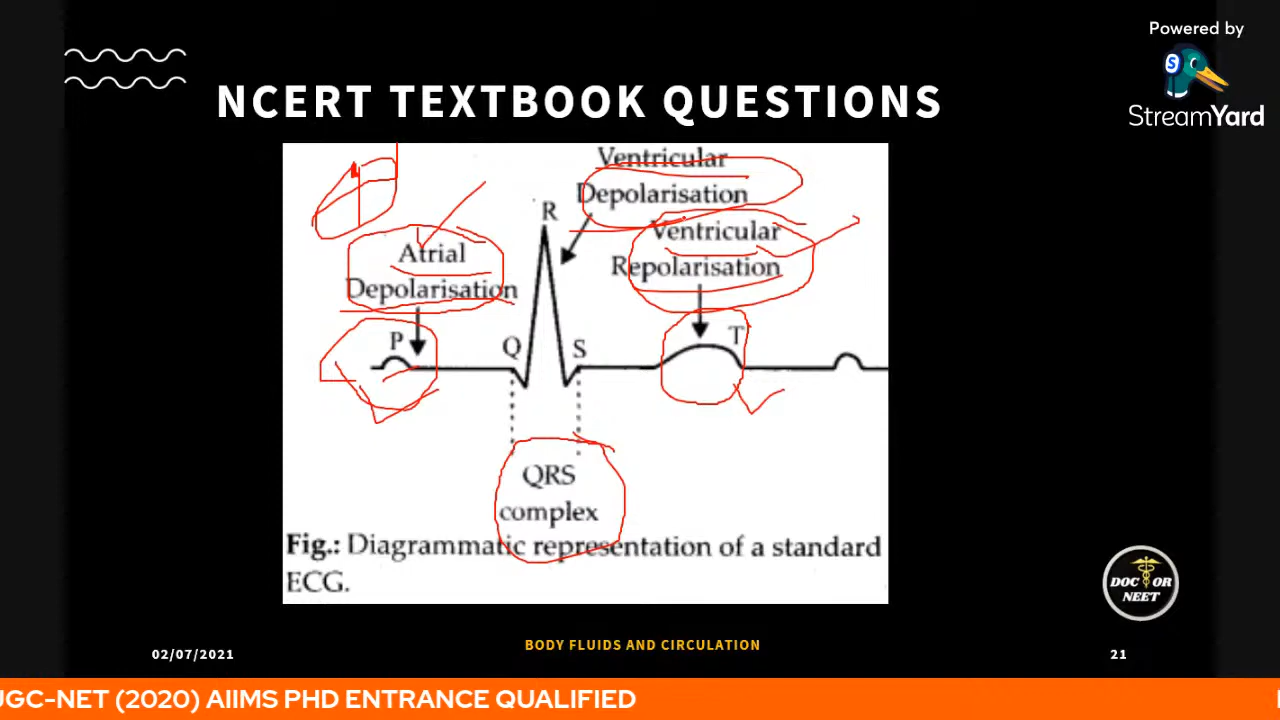 Powered by
StreamYard
NCERT TEXTBOOK QUESTIONS
Ventricular
Depolarisation
R
Ventricular
Repolarisation
Atrial
Depolarisation
P
Q
S
T
QRS
complex
Fig.: Diagrammatic representation of a standard
ECG.
DOCTOR
NEET
02/07/2021
BODY FLUIDS AND CIRCULATION
21
UGC-NET (2020) AIIMS PHD ENTRANCE QUALIFIED